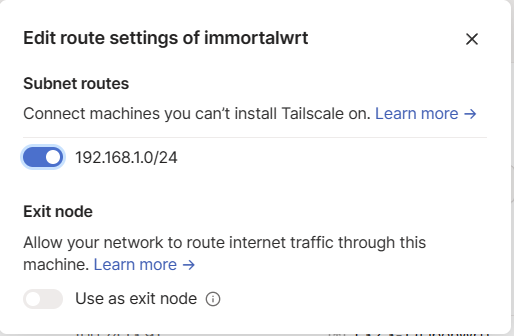 Edit route settings of immortalwrt
Subnet routes
Connect machines you can't install Tailscale on. Learn more →
192.168.1.0/24
Exit node
Allow your network to route internet traffic through this
machine. Learn more →
Use as exit node